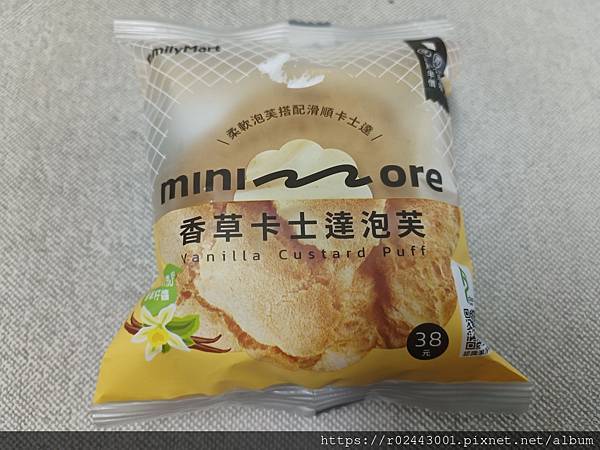 FamilyMart
\ 柔軟泡芙搭配滑順卡士達 /
mini more
香草卡士達泡芙
Vanilla Custard Puff
38
元
https://r02443001.pixnet.net/album